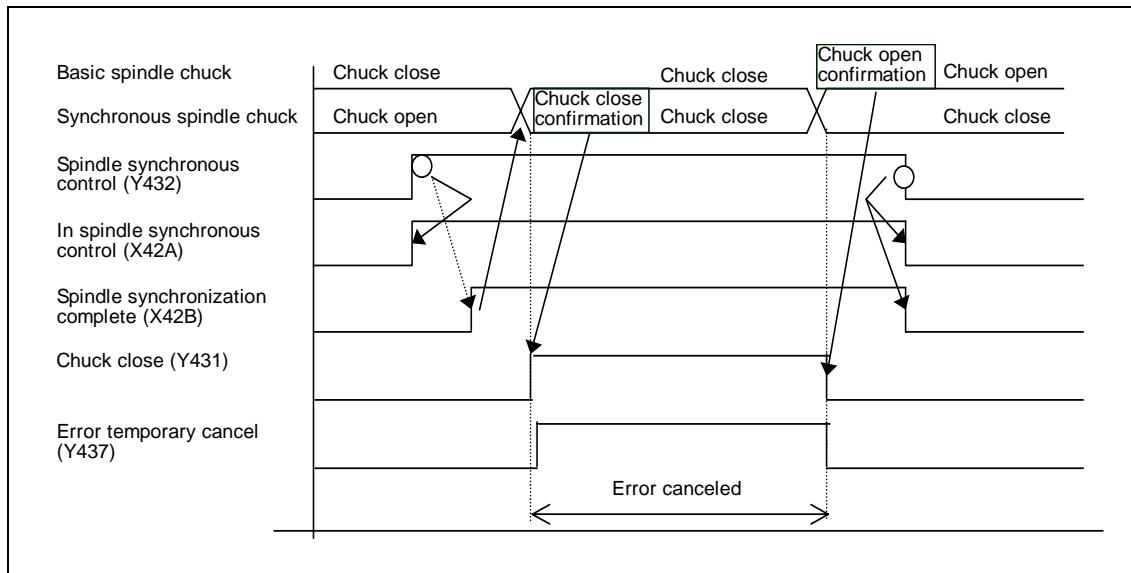 Basic spindle chuck
Chuck close
Chuck close
Chuck open
confirmation
Chuck open
Synchronous spindle chuck
Chuck open
Chuck close
confirmation
Chuck close
Chuck close
Spindle synchronous
control (Y432)
In spindle synchronous
control (X42A)
Spindle synchronization
complete (X42B)
Chuck close (Y431)
Error temporary cancel
(Y437)
Error canceled